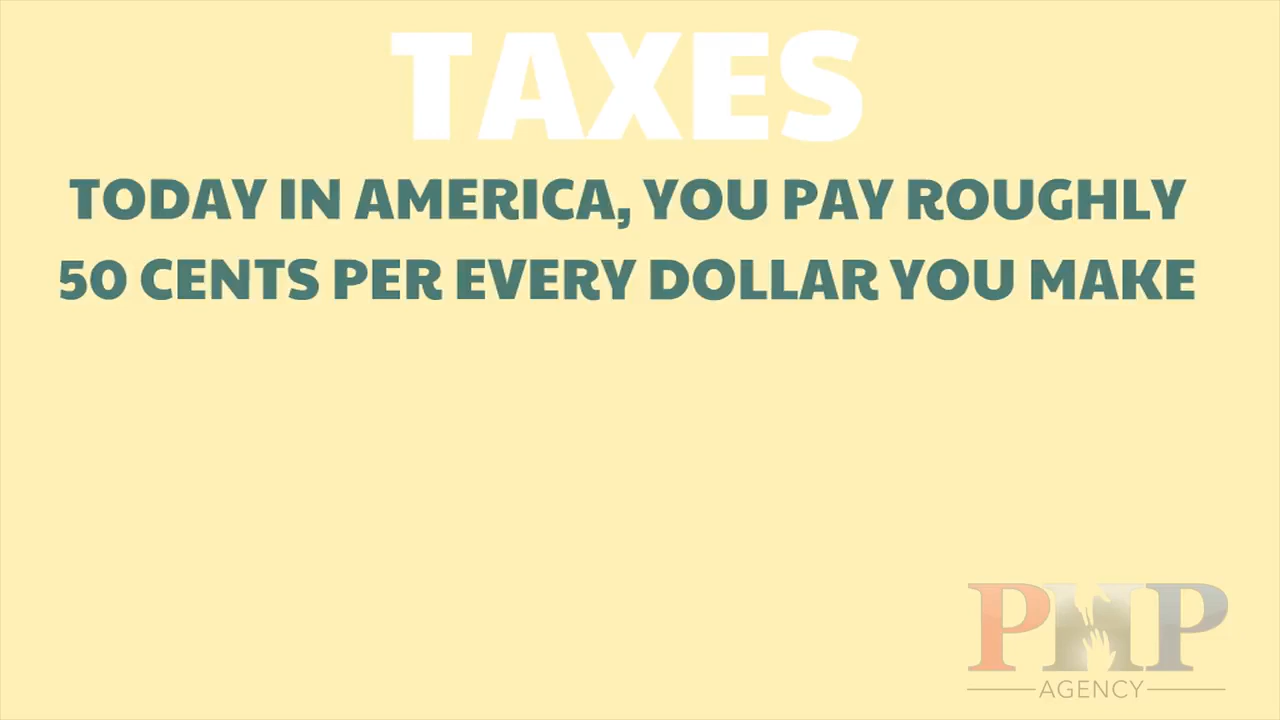 TAXES
TODAY IN AMERICA, YOU PAY ROUGHLY
50 CENTS PER EVERY DOLLAR YOU MAKE
PHP
AGENCY